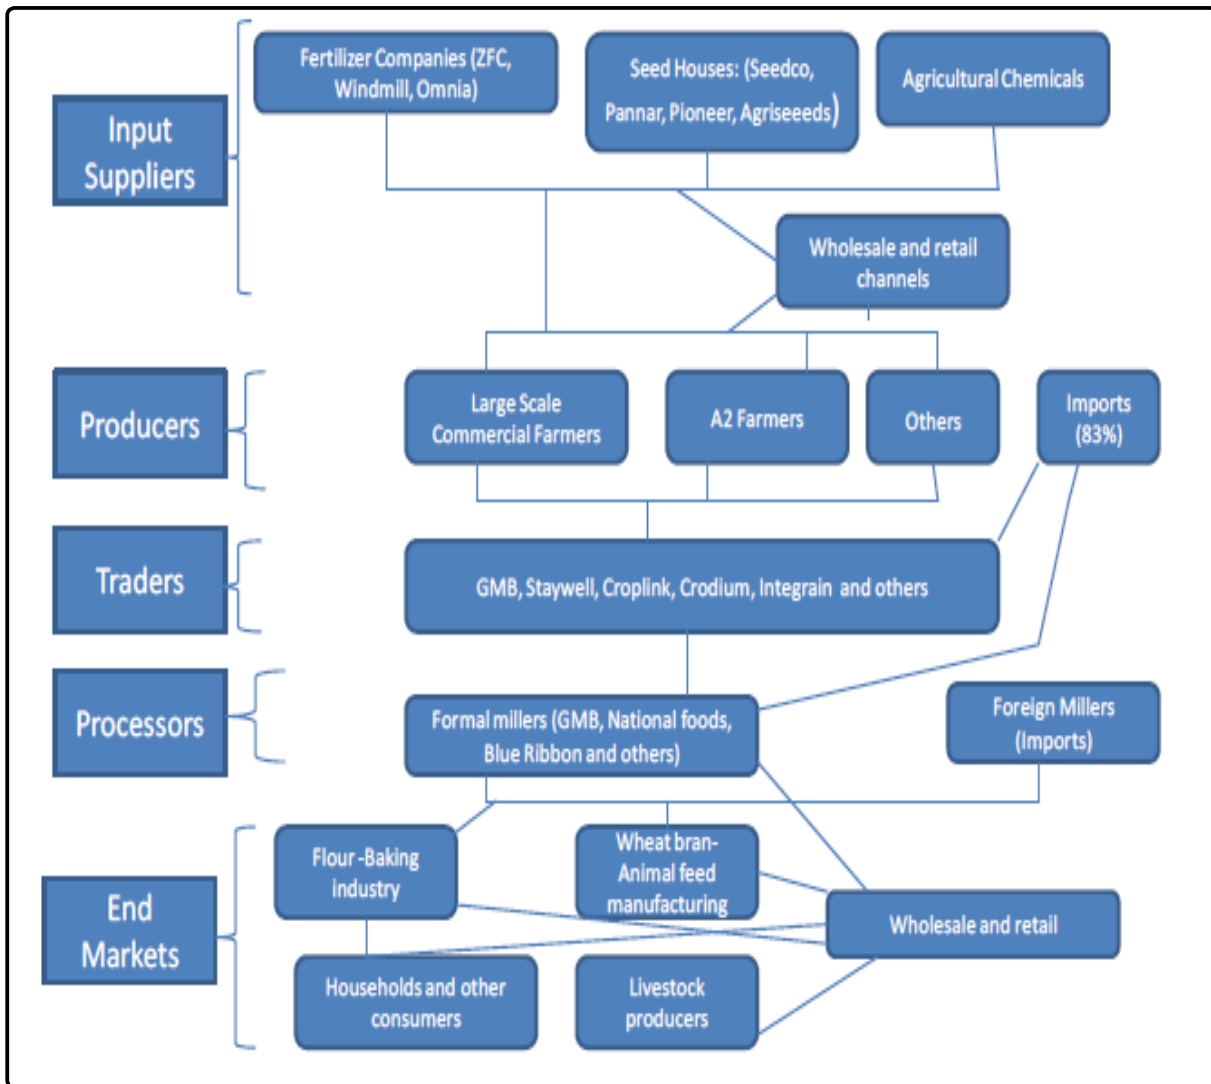 Input
Suppliers
Fertilizer Companies (ZFC,
Windmill, Omnia)
Seed Houses: (Seedco,
Pannar, Pioneer, Agriseeeds)
Agricultural Chemicals
Wholesale and retail
channels
Producers
Large Scale
Commercial Farmers
A2 Farmers
Others
Imports
(83%)
Traders
GMB, Staywell, Croplink, Crodium, Integrain and others
Processors
Formal millers (GMB, National foods,
Blue Ribbon and others)
Foreign Millers
(Imports)
End
Markets
Flour -Baking
industry
Wheat bran-
Animal feed
manufacturing
Wholesale and retail
Households and other
consumers
Livestock
producers